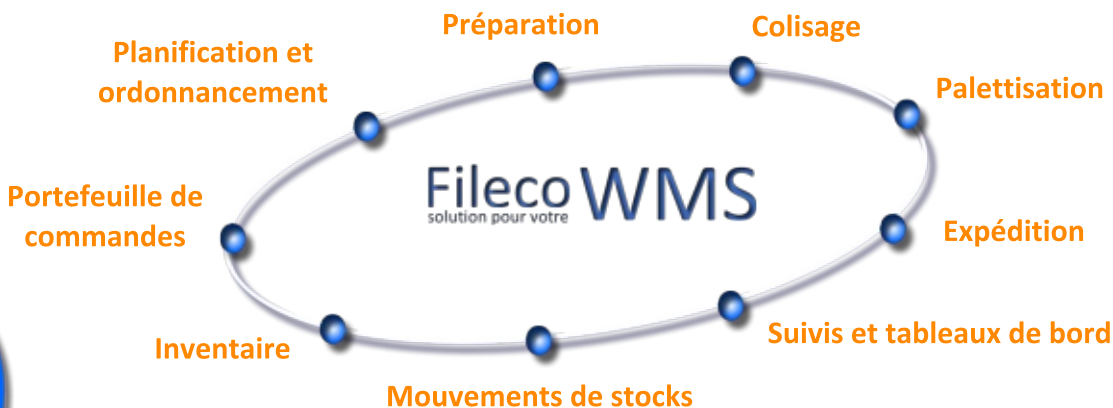 Préparation
Colisage
Planification et
ordonnancement
Palettisation
Fileco WMS
solution pour votre
Portefeuille de
commandes
Expédition
Suivis et tableaux de bord
Inventaire
Mouvements de stocks